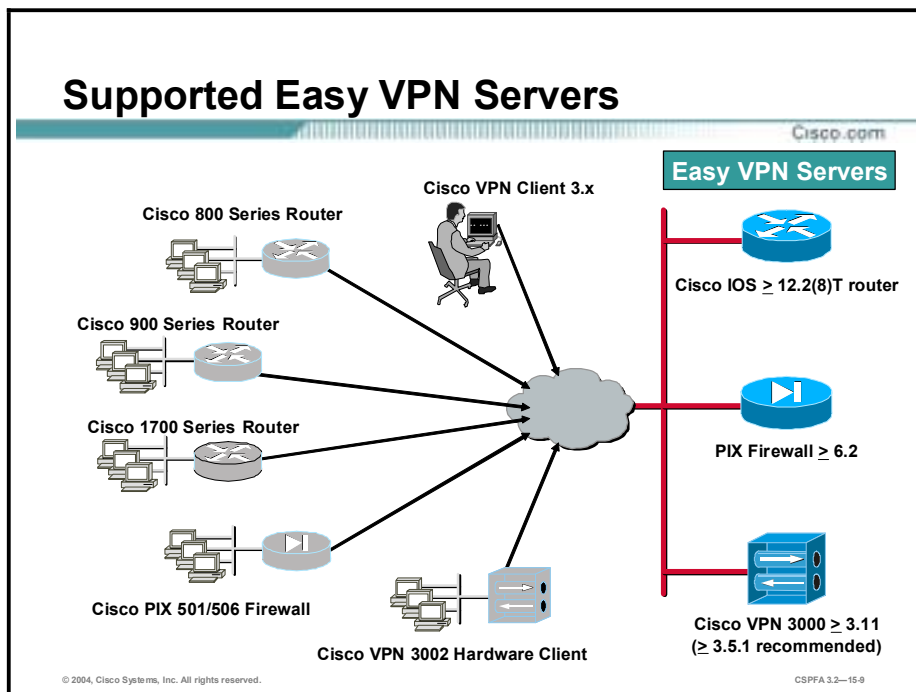 Supported Easy VPN Servers
Cisco.com
Easy VPN Servers
Cisco VPN Client 3.x
Cisco 800 Series Router
Cisco IOS ≥ 12.2(8)T router
Cisco 900 Series Router
Cisco 1700 Series Router
PIX Firewall ≥ 6.2
Cisco PIX 501/506 Firewall
Cisco VPN 3002 Hardware Client
Cisco VPN 3000 ≥ 3.11
(≥ 3.5.1 recommended)
© 2004, Cisco Systems, Inc. All rights reserved.
CSPFA 3.2—15-9